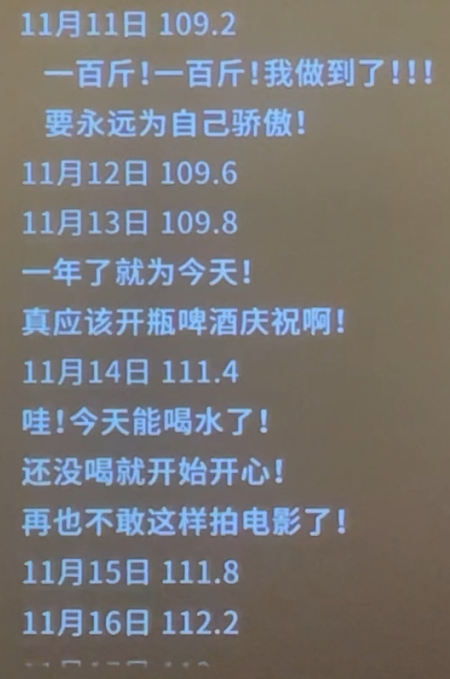 11月11日 109.2
一百斤!一百斤!我做到了!!!
要永远为自己骄傲!
11月12日 109.6
11月13日 109.8
一年了就为今天!
真应该开瓶啤酒庆祝啊!
11月14日 111.4
哇!今天能喝水了!
还没喝就开始开心!
再也不敢这样拍电影了!
11月15日 111.8
11月16日 112.2